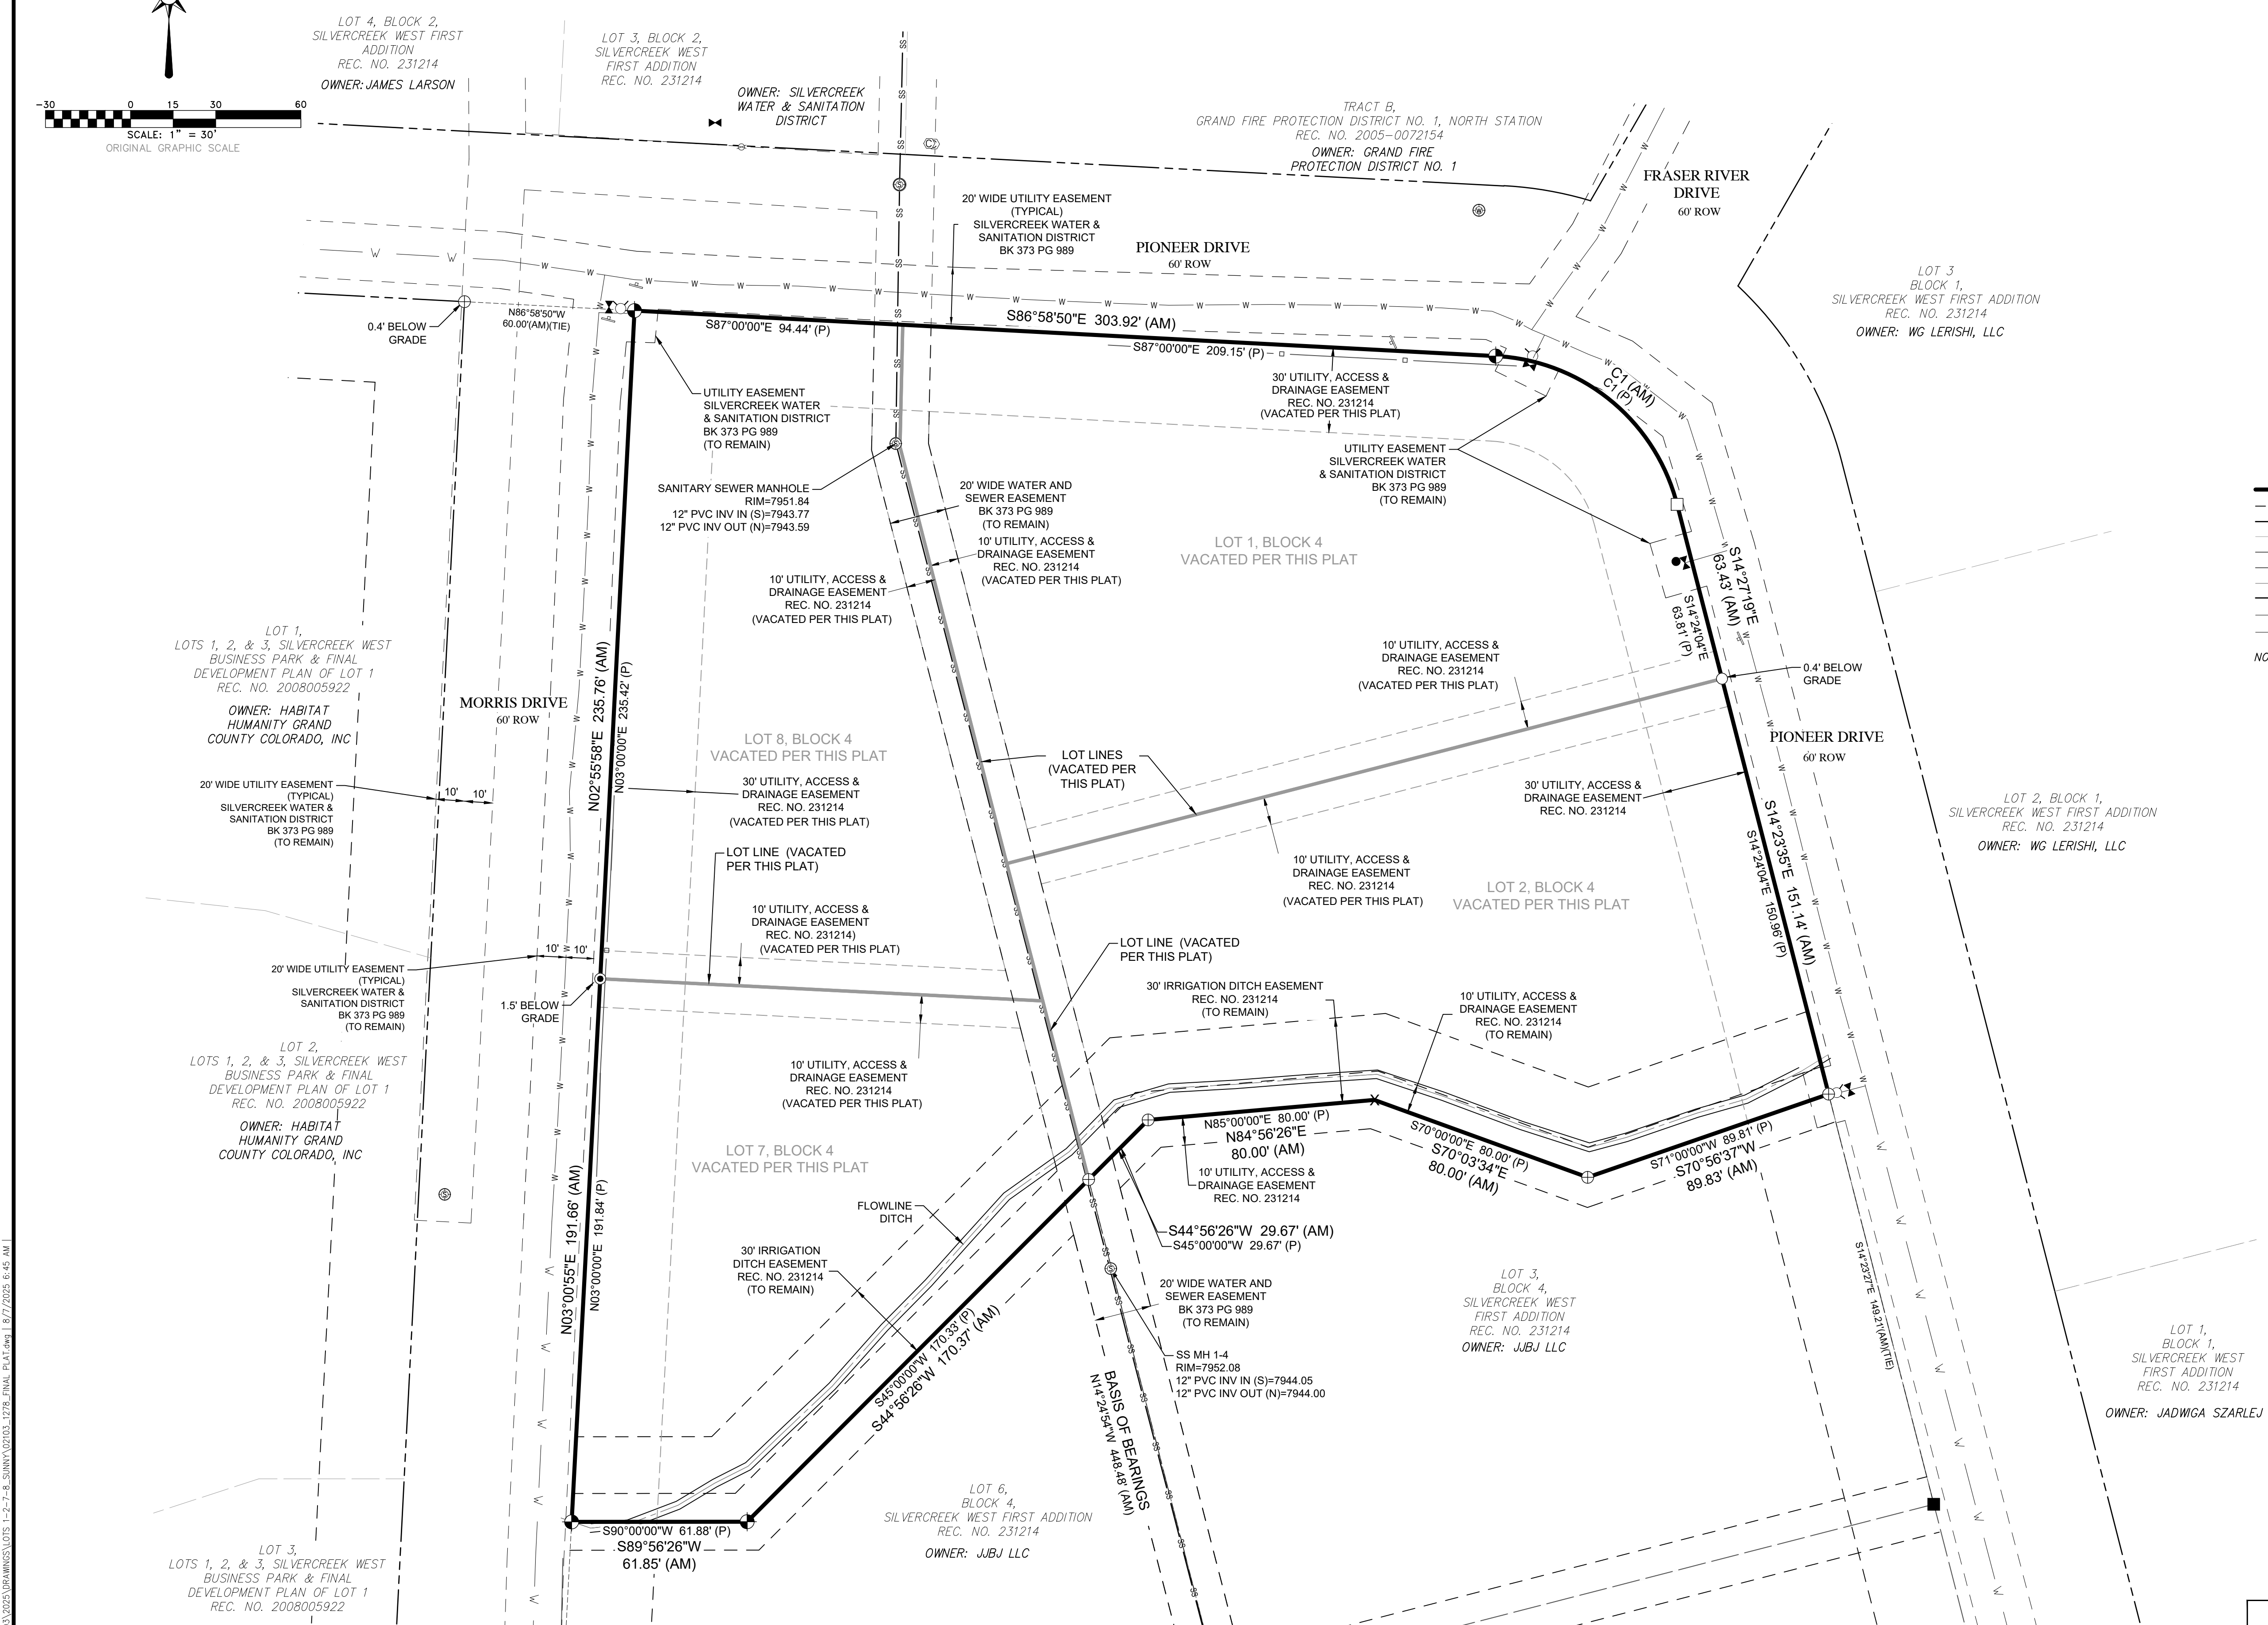 LOT 4, BLOCK 2,
SILVERCREEK WEST FIRST
ADDITION
REC. NO. 231214
OWNER: JAMES LARSON
LOT 3, BLOCK 2,
SILVERCREEK WEST
FIRST ADDITION
REC. NO. 231214
OWNER: SILVERCREEK
WATER & SANITATION
DISTRICT
-30 0 15 30 60
SCALE: 1" = 30'
ORIGINAL GRAPHIC SCALE
TRACT B,
GRAND FIRE PROTECTION DISTRICT NO. 1, NORTH STATION
REC. NO. 2005-0072154
OWNER: GRAND FIRE
PROTECTION DISTRICT NO. 1
FRASER RIVER
DRIVE
60' ROW
20' WIDE UTILITY EASEMENT
(TYPICAL)
SILVERCREEK WATER &
SANITATION DISTRICT
BK 373 PG 989
PIONEER DRIVE
60' ROW
LOT 3
BLOCK 1,
SILVERCREEK WEST FIRST ADDITION
REC. NO. 231214
OWNER: WG LERISHI, LLC
0.4' BELOW
GRADE
N86°58'50"W
60.00'(AM)(TIE)
S87°00'00"E 94.44' (P)
S86°58'50"E 303.92' (AM)
S87°00'00"E 209.15' (P)
C1 (AM)
C1 (P)
30' UTILITY, ACCESS &
DRAINAGE EASEMENT
REC. NO. 231214
(VACATED PER THIS PLAT)
UTILITY EASEMENT
SILVERCREEK WATER
& SANITATION DISTRICT
BK 373 PG 989
(TO REMAIN)
UTILITY EASEMENT
SILVERCREEK WATER
& SANITATION DISTRICT
BK 373 PG 989
(TO REMAIN)
SANITARY SEWER MANHOLE
RIM=7951.84
12" PVC INV IN (S)=7943.77
12" PVC INV OUT (N)=7943.59
20' WIDE WATER AND
SEWER EASEMENT
BK 373 PG 989
(TO REMAIN)
10' UTILITY, ACCESS &
DRAINAGE EASEMENT
REC. NO. 231214
(VACATED PER THIS PLAT)
10' UTILITY, ACCESS &
DRAINAGE EASEMENT
REC. NO. 231214
(VACATED PER THIS PLAT)
LOT 1, BLOCK 4
VACATED PER THIS PLAT
S14°27'19"E
63.43' (AM)
S14°24'04"E
63.81' (P)
0.4' BELOW
GRADE
LOT 1,
LOTS 1, 2, & 3, SILVERCREEK WEST
BUSINESS PARK & FINAL
DEVELOPMENT PLAN OF LOT 1
REC. NO. 2008005922
OWNER: HABITAT
HUMANITY GRAND
COUNTY COLORADO, INC
MORRIS DRIVE
60' ROW
N02°55'58"E 235.76' (AM)
N03°00'00"E 235.42' (P)
10' UTILITY, ACCESS &
DRAINAGE EASEMENT
REC. NO. 231214
(VACATED PER THIS PLAT)
LOT 8, BLOCK 4
VACATED PER THIS PLAT
30' UTILITY, ACCESS &
DRAINAGE EASEMENT
REC. NO. 231214
(VACATED PER THIS PLAT)
LOT LINES
(VACATED PER
THIS PLAT)
PIONEER DRIVE
60' ROW
20' WIDE UTILITY EASEMENT
(TYPICAL)
SILVERCREEK WATER &
SANITATION DISTRICT
BK 373 PG 989
(TO REMAIN)
10' 10'
30' UTILITY, ACCESS &
DRAINAGE EASEMENT
REC. NO. 231214
S14°23'35"E 151.14' (AM)
S14°24'04"E 150.96' (P)
LOT 2, BLOCK 1,
SILVERCREEK WEST FIRST ADDITION
REC. NO. 231214
OWNER: WG LERISHI, LLC
LOT LINE (VACATED
PER THIS PLAT)
10' UTILITY, ACCESS &
DRAINAGE EASEMENT
REC. NO. 231214
(VACATED PER THIS PLAT)
LOT 2, BLOCK 4
VACATED PER THIS PLAT
10' UTILITY, ACCESS &
DRAINAGE EASEMENT
REC. NO. 231214)
(VACATED PER THIS PLAT)
LOT LINE (VACATED
PER THIS PLAT)
10' 10'
20' WIDE UTILITY EASEMENT
(TYPICAL)
SILVERCREEK WATER &
SANITATION DISTRICT
BK 373 PG 989
(TO REMAIN)
1.5' BELOW
GRADE
30' IRRIGATION DITCH EASEMENT
REC. NO. 231214
(TO REMAIN)
10' UTILITY, ACCESS &
DRAINAGE EASEMENT
REC. NO. 231214
(TO REMAIN)
LOT 2,
LOTS 1, 2, & 3, SILVERCREEK WEST
BUSINESS PARK & FINAL
DEVELOPMENT PLAN OF LOT 1
REC. NO. 2008005922
OWNER: HABITAT
HUMANITY GRAND
COUNTY COLORADO, INC
10' UTILITY, ACCESS &
DRAINAGE EASEMENT
REC. NO. 231214
(VACATED PER THIS PLAT)
LOT 7, BLOCK 4
VACATED PER THIS PLAT
N85°00'00"E 80.00' (P)
N84°56'26"E
80.00' (AM)
S70°00'00"E 80.00' (P)
S70°03'34"E
80.00' (AM)
S71°00'00"W 89.81' (P)
S70°56'37"W
89.83' (AM)
10' UTILITY, ACCESS &
DRAINAGE EASEMENT
REC. NO. 231214
FLOWLINE
DITCH
S44°56'26"W 29.67' (AM)
S45°00'00"W 29.67' (P)
N03°00'55"E 191.66' (AM)
N03°00'00"E 191.84' (P)
30' IRRIGATION
DITCH EASEMENT
REC. NO. 231214
(TO REMAIN)
20' WIDE WATER AND
SEWER EASEMENT
BK 373 PG 989
(TO REMAIN)
LOT 3,
BLOCK 4,
SILVERCREEK WEST
FIRST ADDITION
REC. NO. 231214
OWNER: JJBJ LLC
S14°23'27"E 149.21'(AM)(TIE)
S45°00'00"W 170.33' (P)
S44°56'26"W 170.37' (AM)
SS MH 1-4
RIM=7952.08
12" PVC INV IN (S)=7944.05
12" PVC INV OUT (N)=7944.00
BASIS OF BEARINGS
N14°24'54"W 448.48' (AM)
LOT 1,
BLOCK 1,
SILVERCREEK WEST
FIRST ADDITION
REC. NO. 231214
OWNER: JADWIGA SZARLEJ
LOT 6,
BLOCK 4,
SILVERCREEK WEST FIRST ADDITION
REC. NO. 231214
OWNER: JJBJ LLC
S90°00'00"W 61.88' (P)
S89°56'26"W
61.85' (AM)
LOT 3,
LOTS 1, 2, & 3, SILVERCREEK WEST
BUSINESS PARK & FINAL
DEVELOPMENT PLAN OF LOT 1
REC. NO. 2008005922
3\2025\DRAWINGS\LOTS 1-2-7-8_SUNNY\02103_1278_FINAL PLAT.dwg | 8/7/2025 6:45 AM |